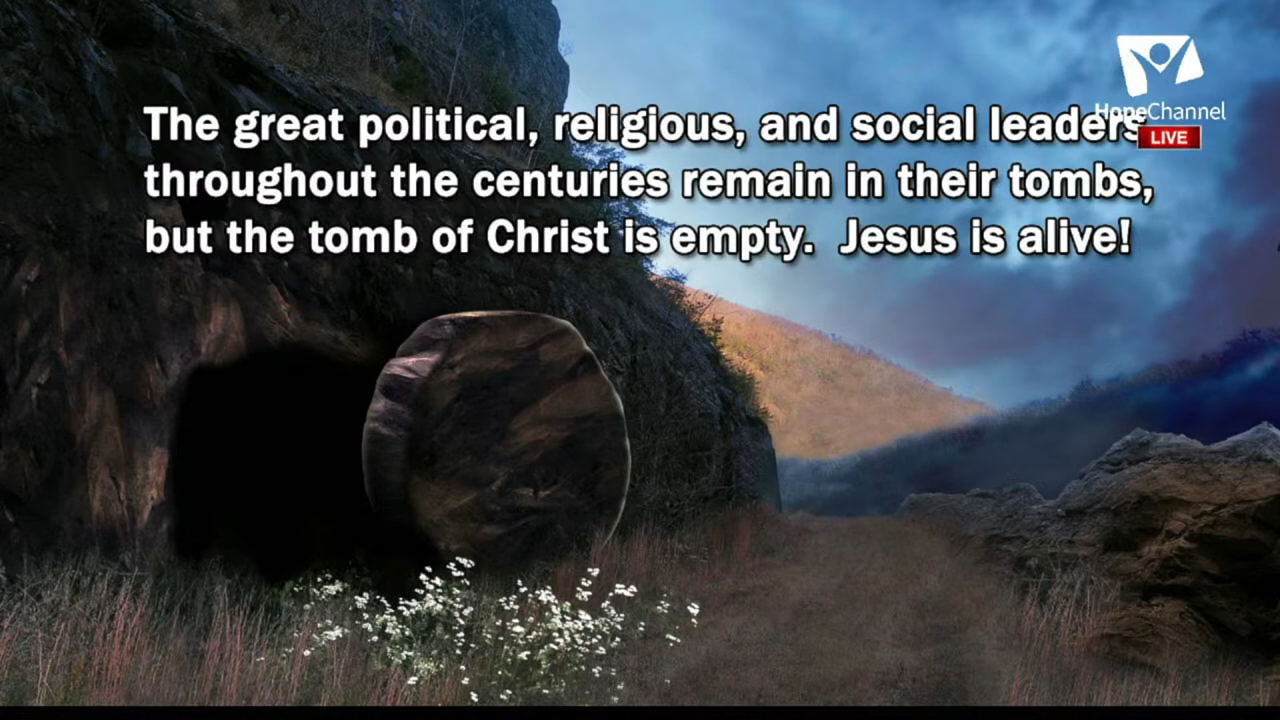 The great political, religious, and social leaders
throughout the centuries remain in their tombs,
but the tomb of Christ is empty.  Jesus is alive!
HopeChannel
LIVE